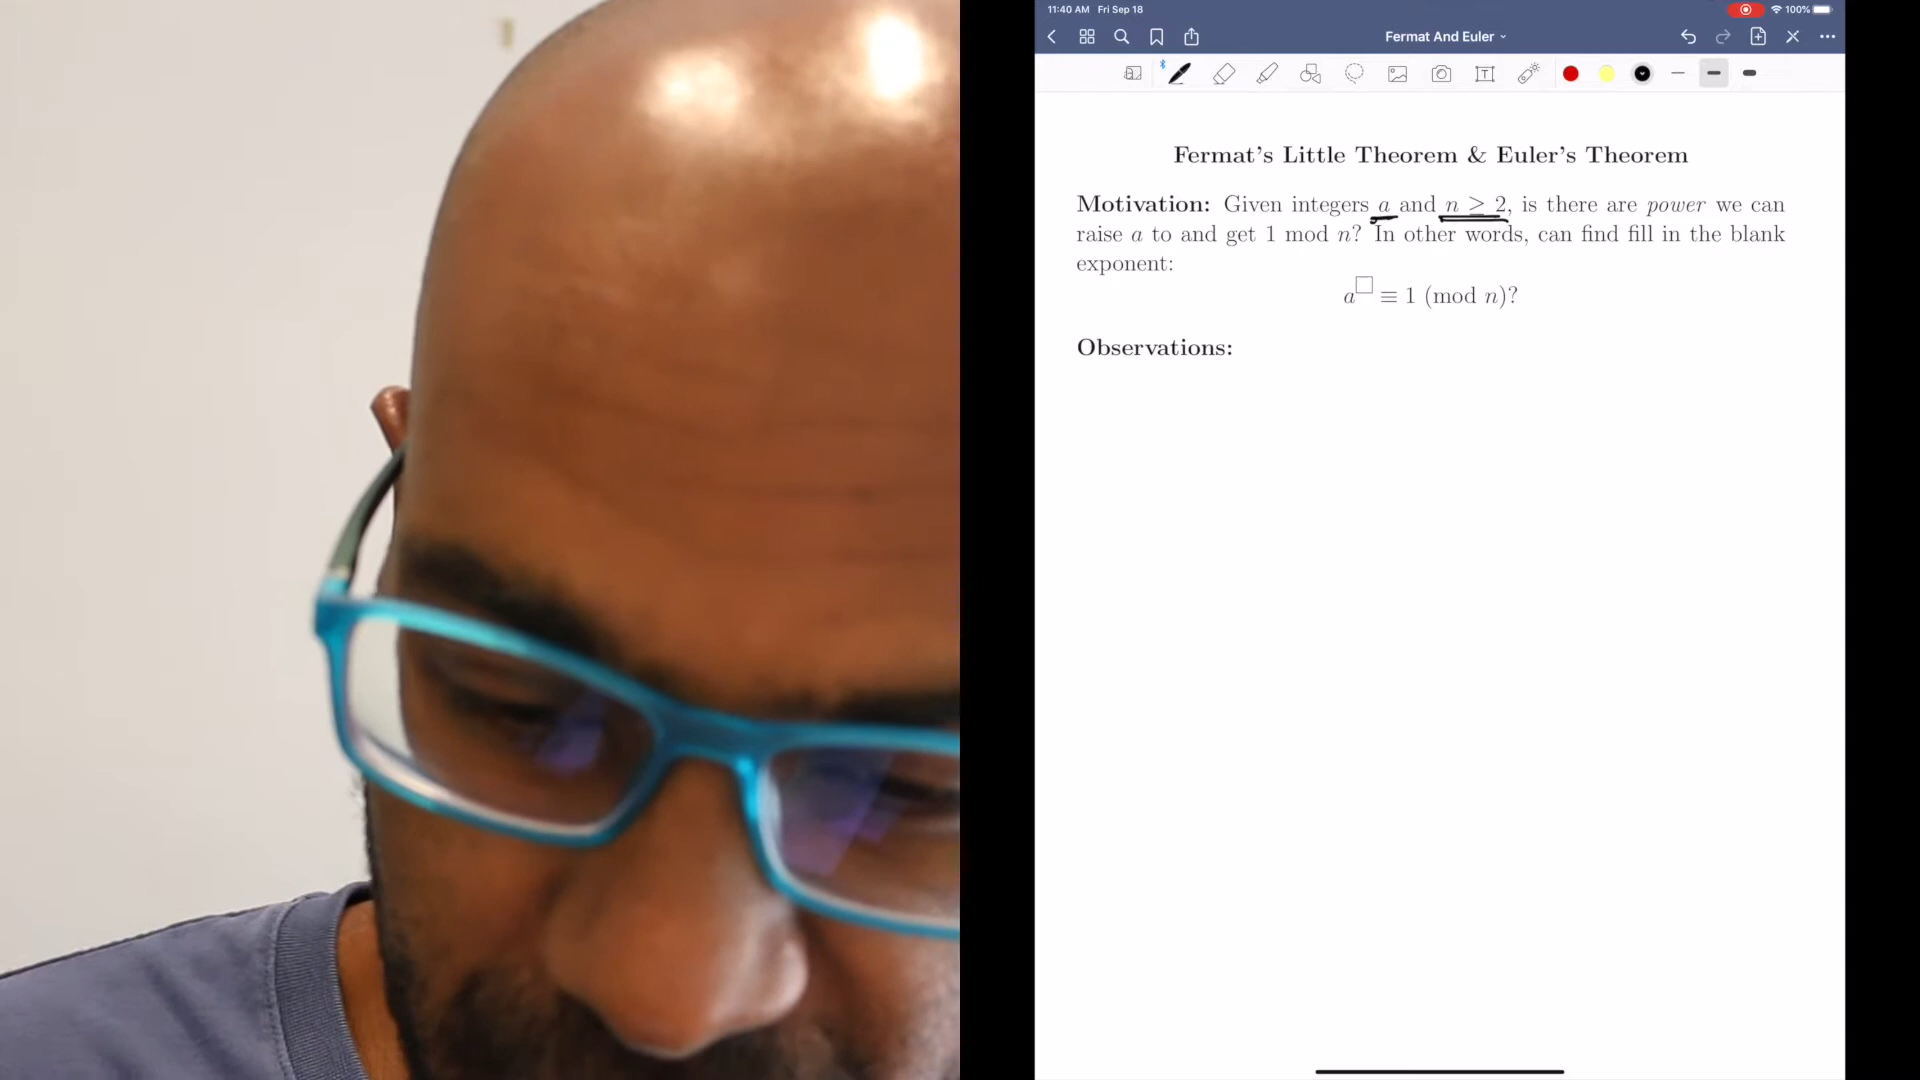 11:40 AM Fri Sep 18
100%
Fermat And Euler
Fermat's Little Theorem & Euler's Theorem
Motivation: Given integers a and n ≥ 2, is there are power we can
raise a to and get 1 mod n? In other words, can find fill in the blank
exponent:
a^□ ≡ 1 (mod n)?
Observations: